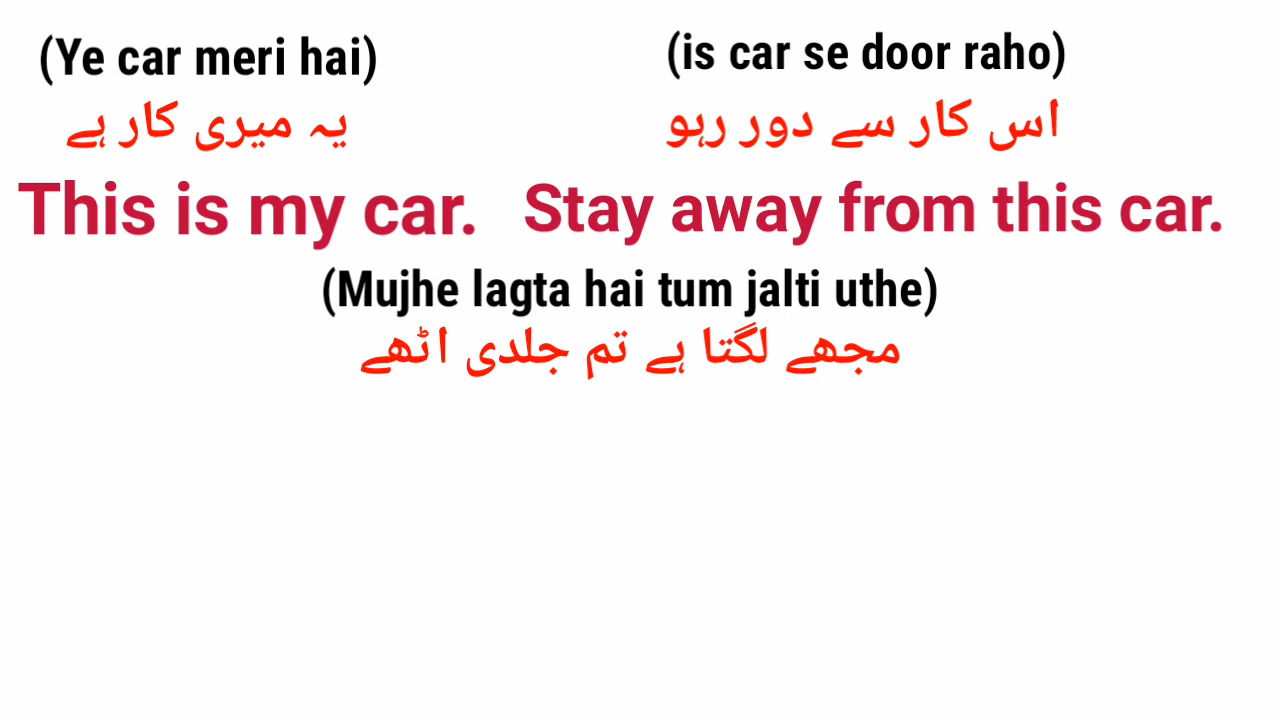 (Ye car meri hai)
(is car se door raho)
یہ میری کار ہے
اس کار سے دور رہو
This is my car.
Stay away from this car.
(Mujhe lagta hai tum jalti uthe)
مجھے لگتا ہے تم جلدی اٹھے